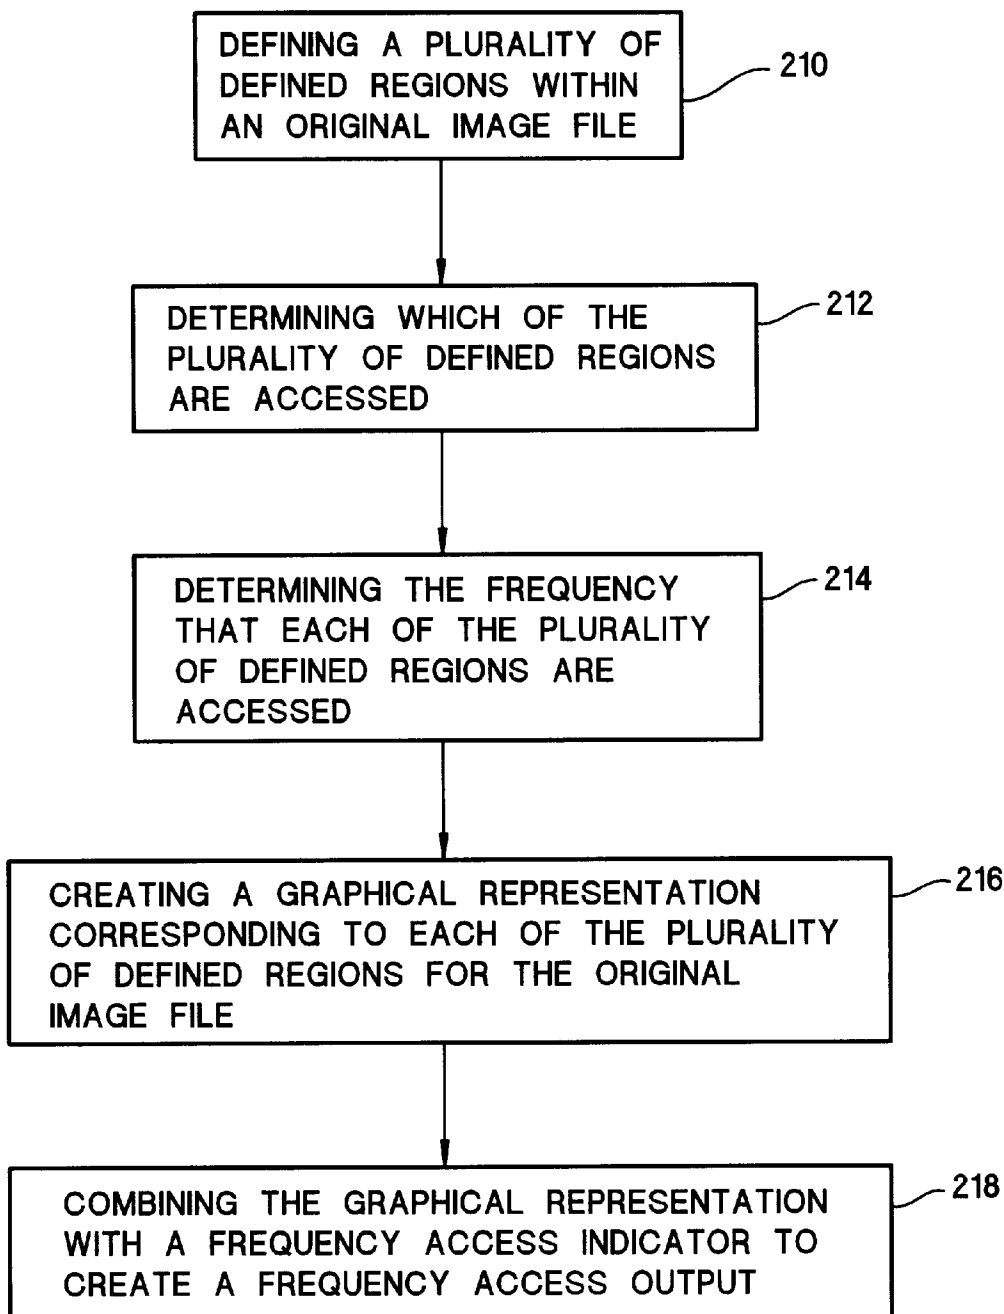 DEFINING A PLURALITY OF
DEFINED REGIONS WITHIN
AN ORIGINAL IMAGE FILE
210
DETERMINING WHICH OF THE
PLURALITY OF DEFINED REGIONS
ARE ACCESSED
212
DETERMINING THE FREQUENCY
THAT EACH OF THE PLURALITY
OF DEFINED REGIONS ARE
ACCESSED
214
CREATING A GRAPHICAL REPRESENTATION
CORRESPONDING TO EACH OF THE PLURALITY
OF DEFINED REGIONS FOR THE ORIGINAL
IMAGE FILE
216
COMBINING THE GRAPHICAL REPRESENTATION
WITH A FREQUENCY ACCESS INDICATOR TO
CREATE A FREQUENCY ACCESS OUTPUT
218